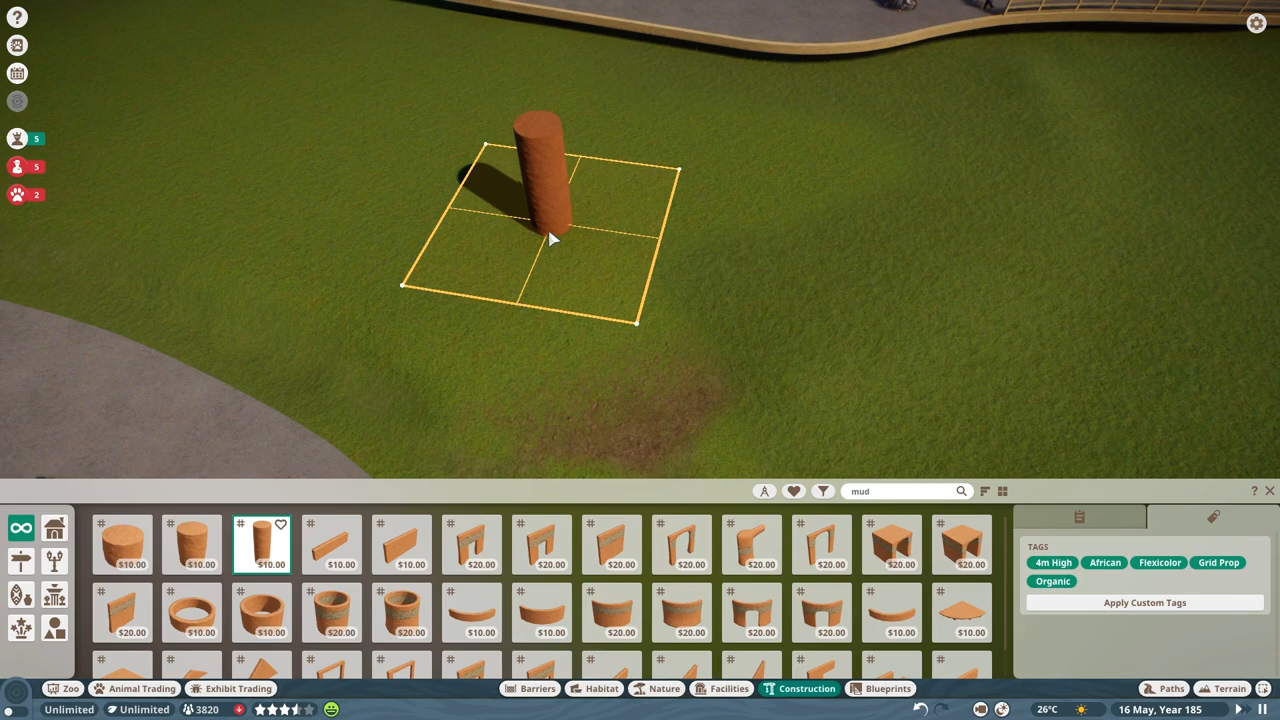 ?
5
5
2
mud
?
$10.00 $10.00 $10.00 $10.00 $10.00 $20.00 $20.00 $20.00 $20.00 $20.00 $20.00 $20.00 $20.00
$20.00 $10.00 $10.00 $20.00 $20.00 $10.00 $10.00 $20.00 $20.00 $20.00 $20.00 $10.00 $10.00
TAGS
4m High African Flexicolor Grid Prop
Organic
Apply Custom Tags
Zoo Animal Trading Exhibit Trading Barriers Habitat Nature Facilities Construction Blueprints Paths Terrain
Unlimited Unlimited 3820 26°C 16 May, Year 185